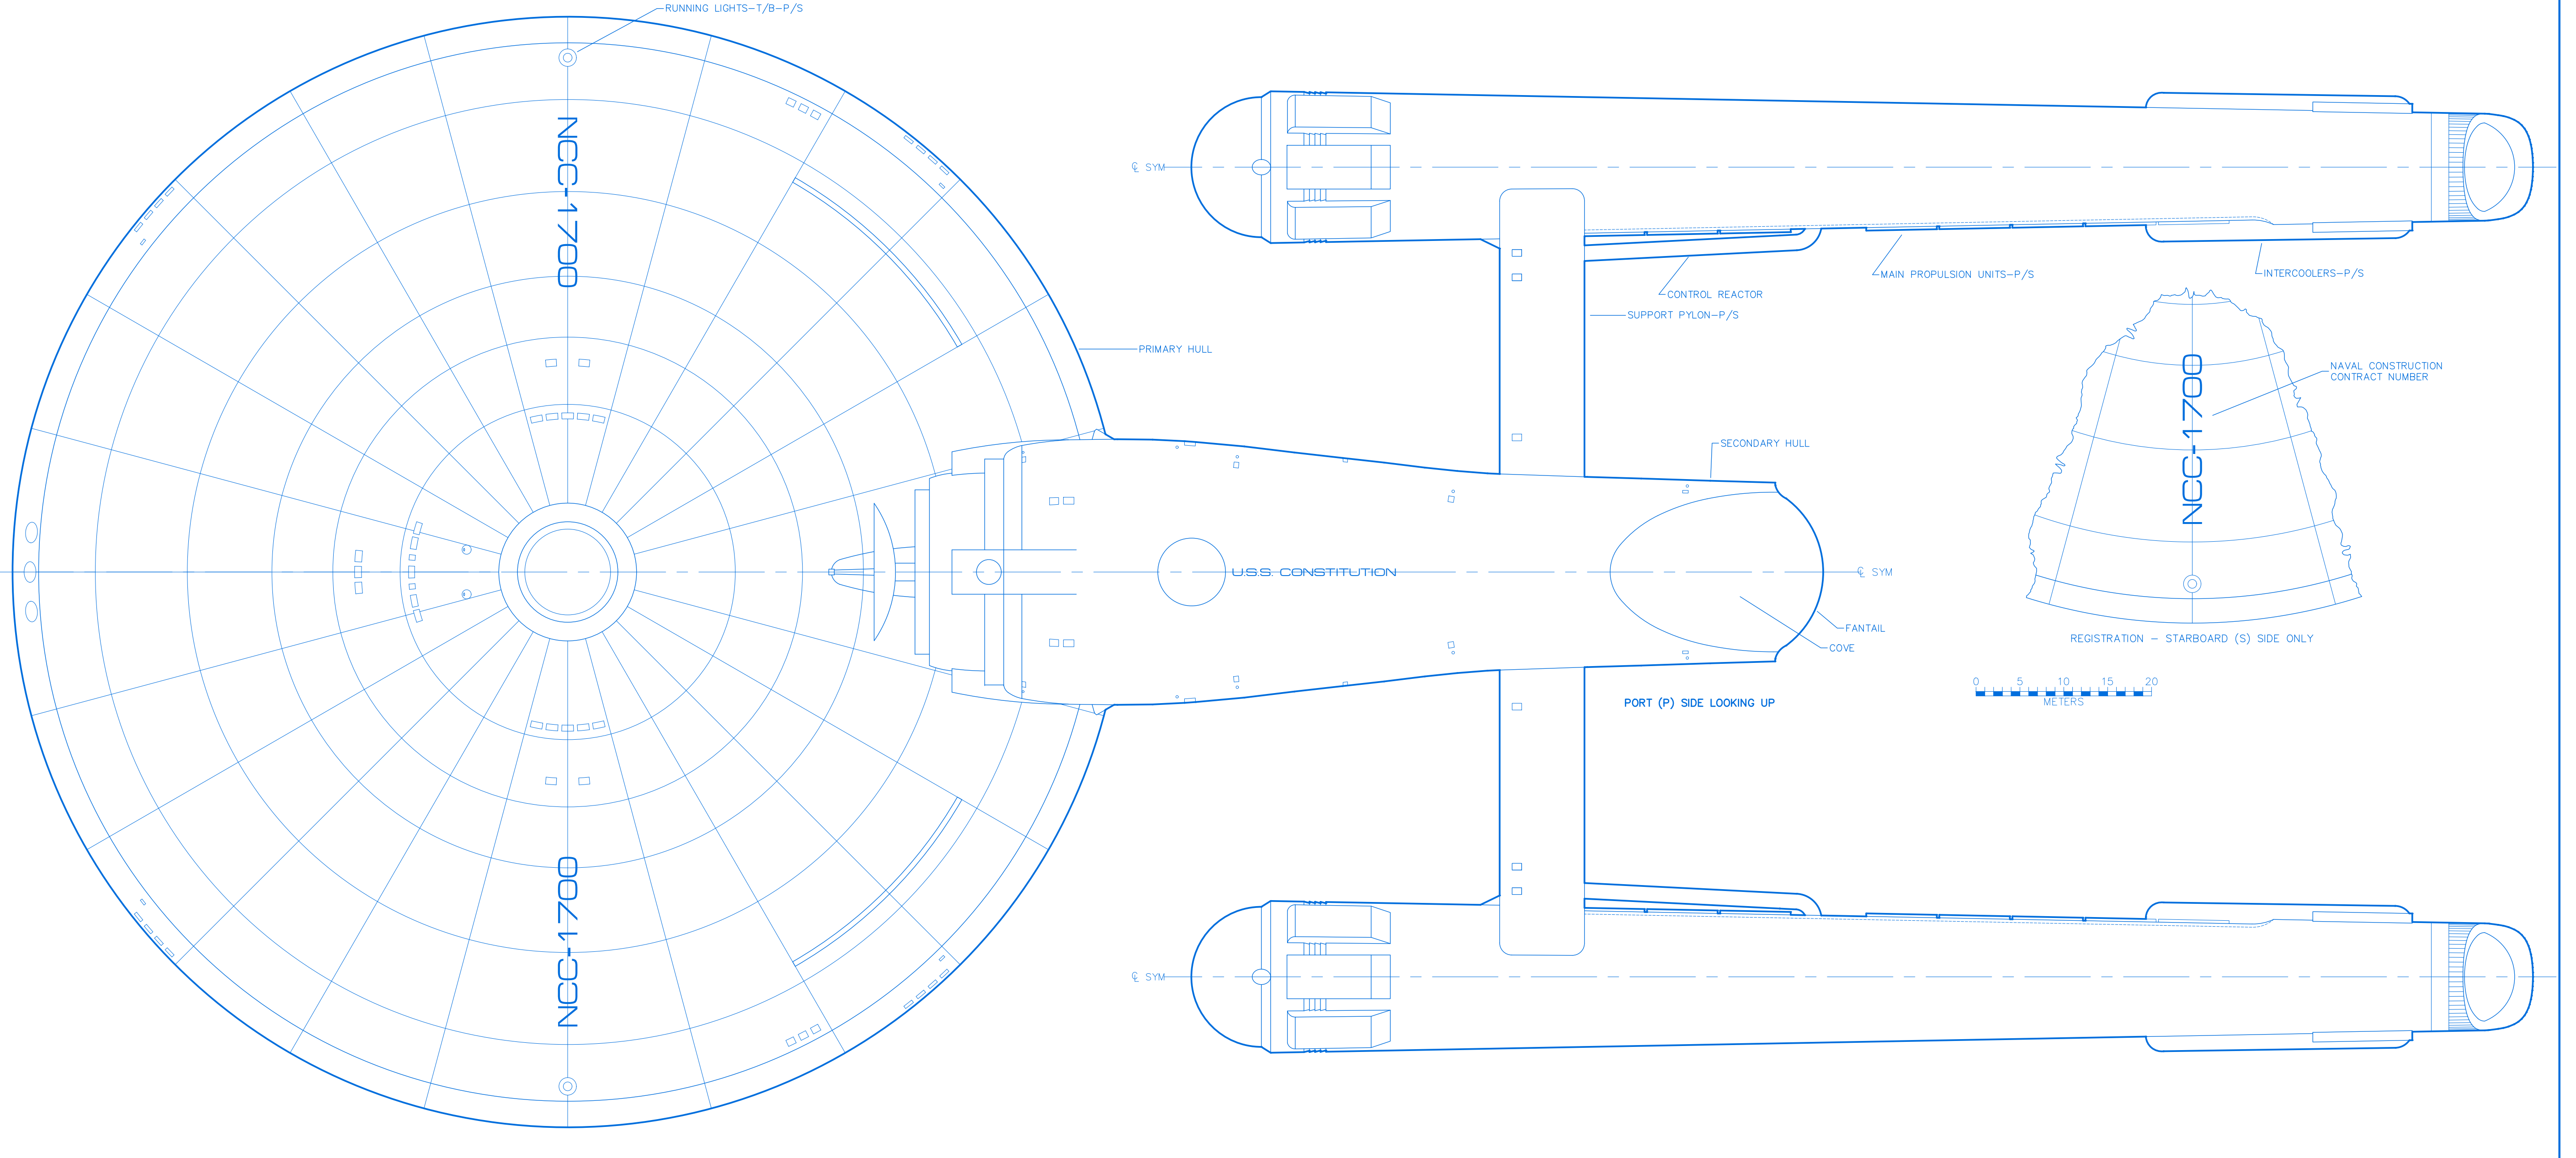 RUNNING LIGHTS-T/B-P/S
NCC-1700
℄ SYM
MAIN PROPULSION UNITS-P/S
INTERCOOLERS-P/S
CONTROL REACTOR
SUPPORT PYLON-P/S
PRIMARY HULL
NCC-1700
NAVAL CONSTRUCTION
CONTRACT NUMBER
SECONDARY HULL
U.S.S. CONSTITUTION
℄ SYM
FANTAIL
COVE
REGISTRATION - STARBOARD (S) SIDE ONLY
0 5 10 15 20
METERS
PORT (P) SIDE LOOKING UP
NCC-1700
℄ SYM